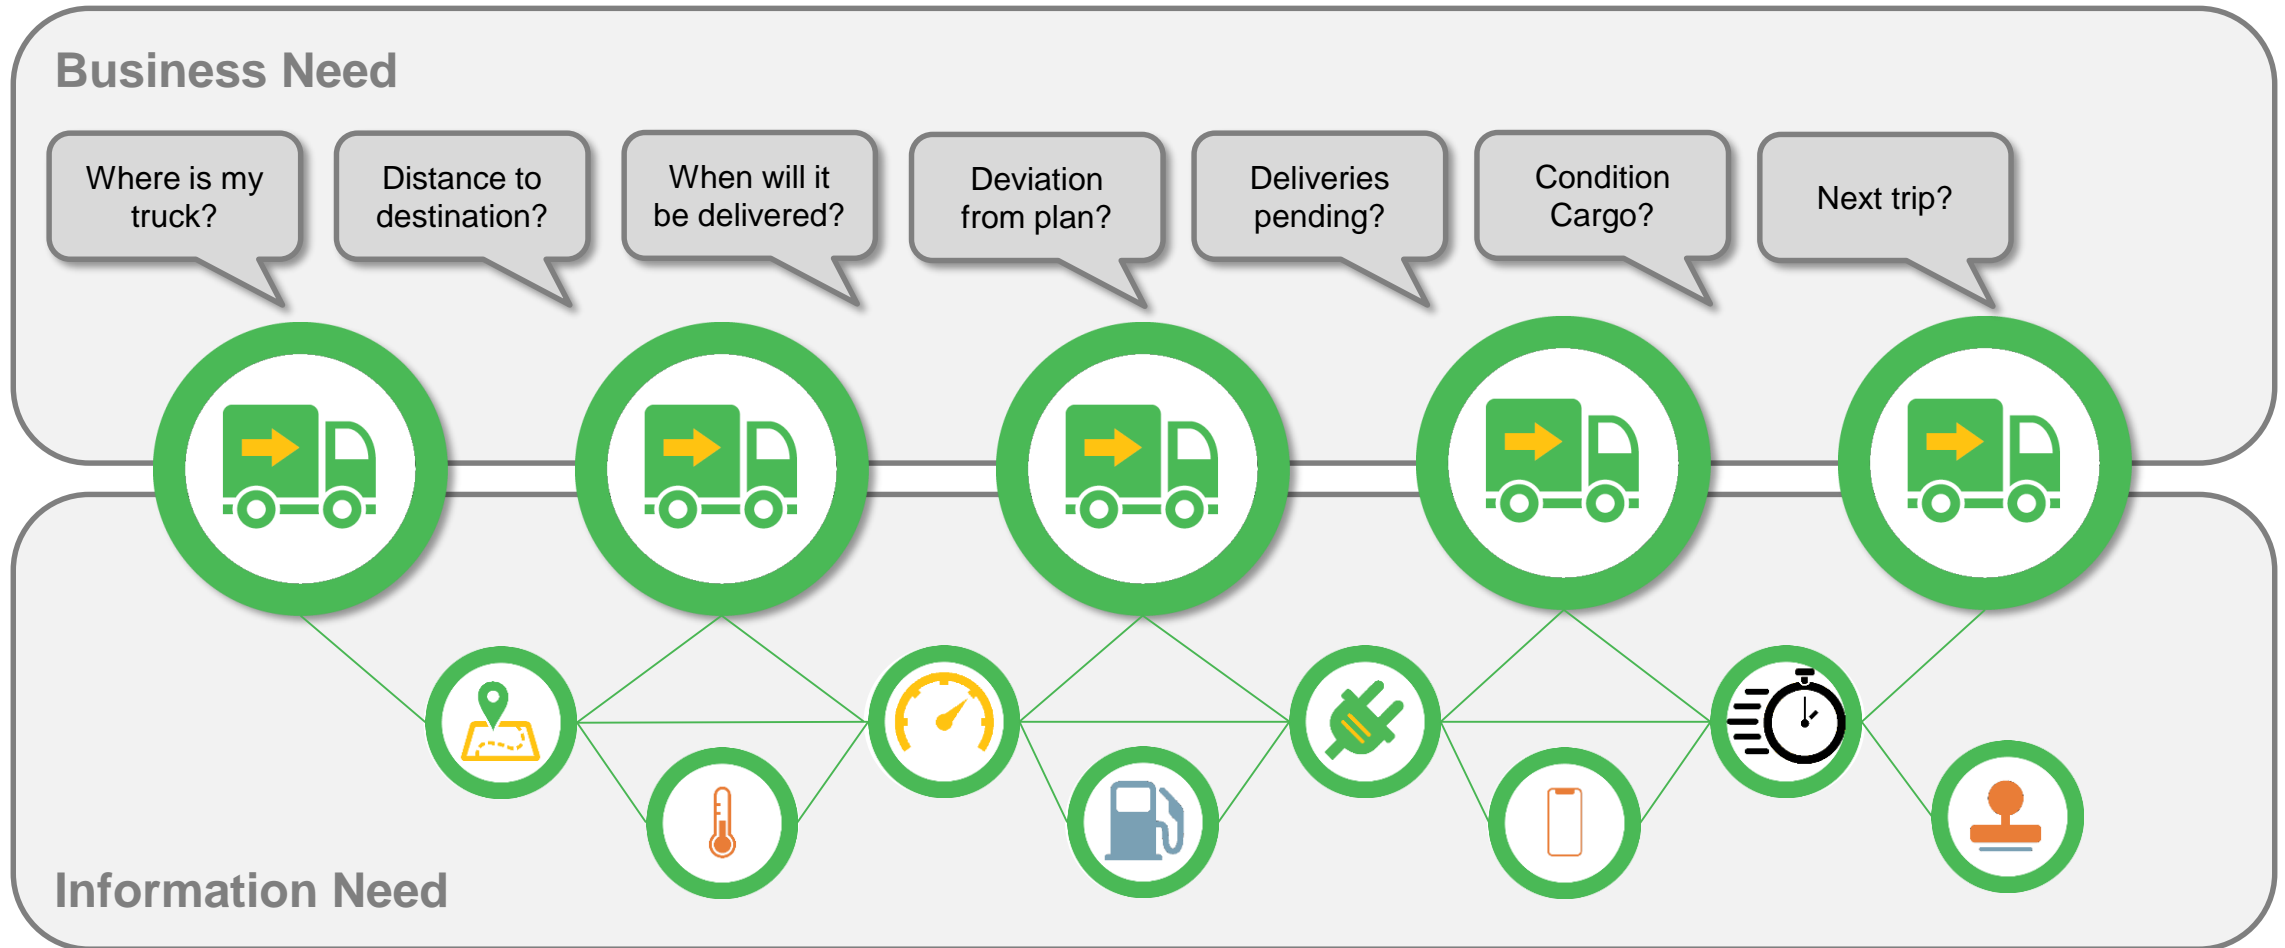 Business Need
Where is my
truck?
Distance to
destination?
When will it
be delivered?
Deviation
from plan?
Deliveries
pending?
Condition
Cargo?
Next trip?
Information Need